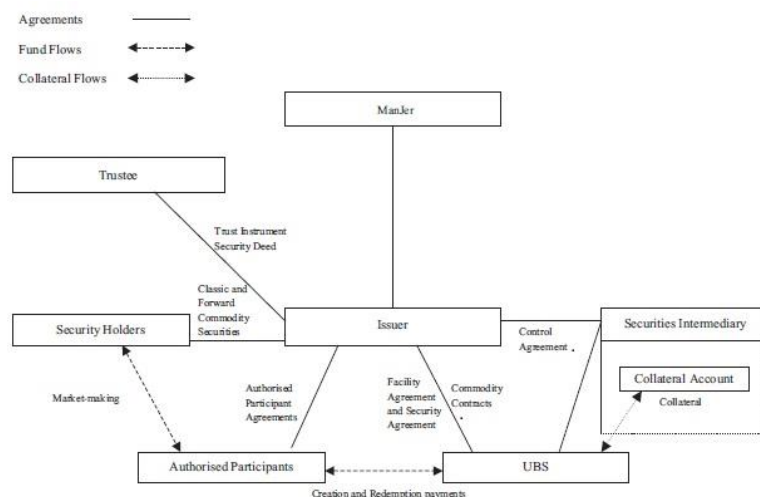 Agreements
Fund Flows
Collateral Flows
ManJer
Trustee
Trust Instrument
Security Deed
Classic and
Forward
Commodity
Securities
Security Holders
Issuer
Securities Intermediary
Control
Agreement
Collateral Account
Collateral
Market-making
Authorised
Participant
Agreements
Facility
Agreement
and Security
Agreement
Commodity
Contracts
Authorised Participants
UBS
Creation and Redemption payments